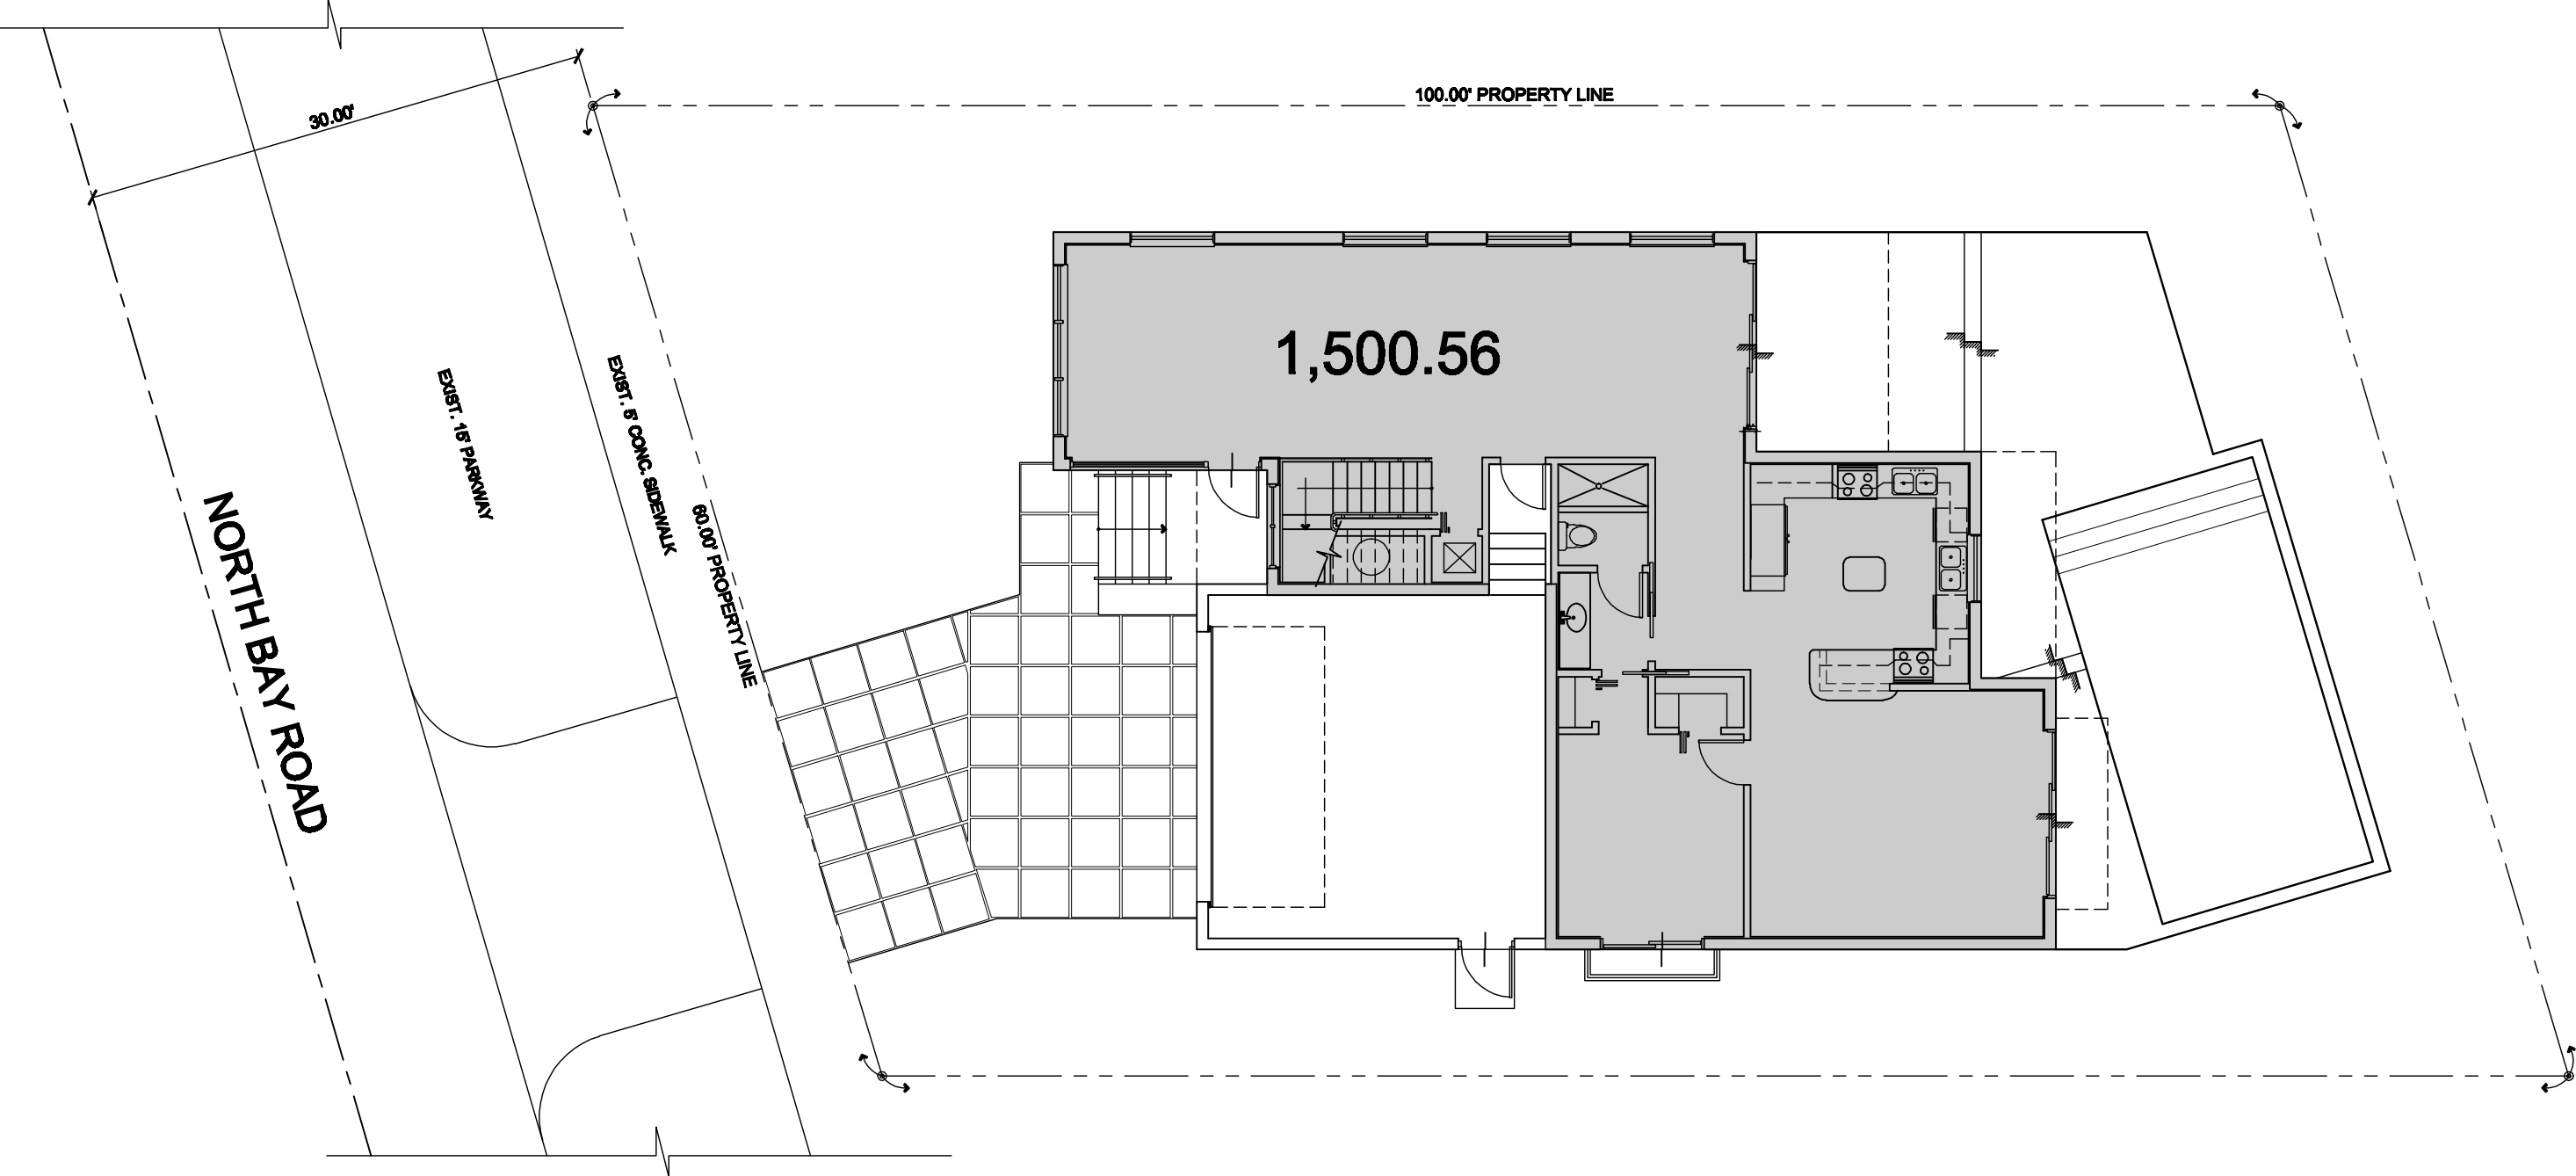 100.00' PROPERTY LINE
30.00'
1,500.56
EXIST. 15' PARKWAY
EXIST. 5' CONC. SIDEWALK
60.00' PROPERTY LINE
NORTH BAY ROAD